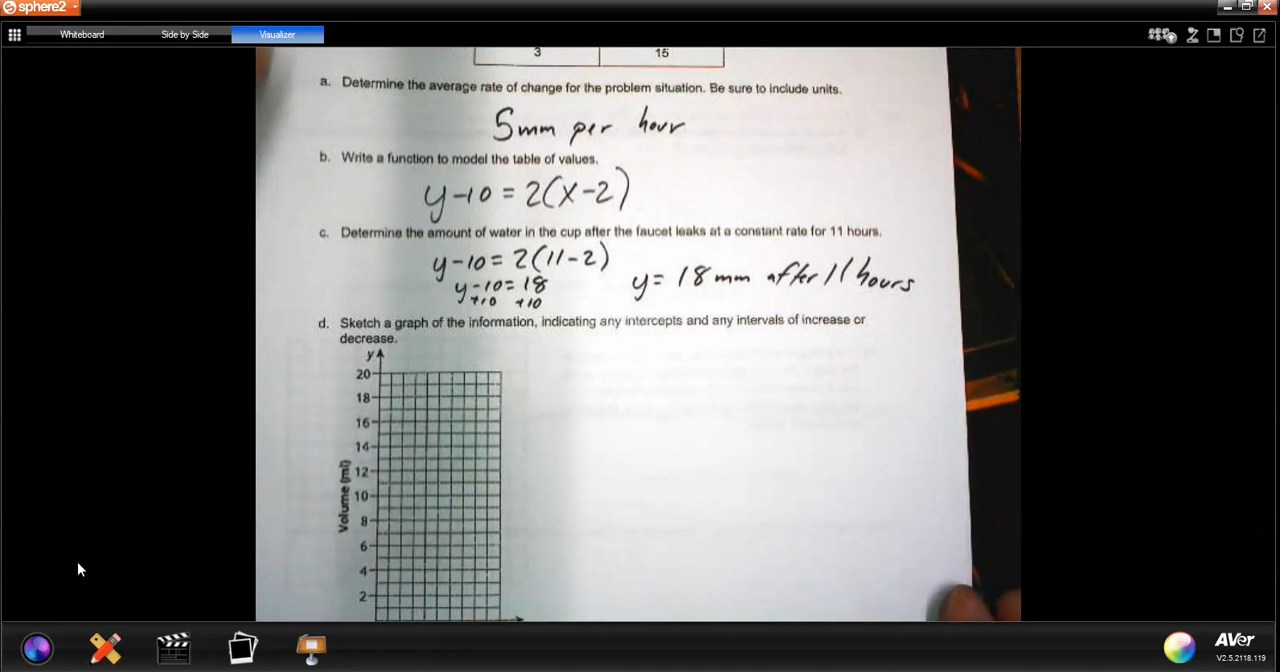 sphere2
Whiteboard Side by Side Visualizer
3 15
a. Determine the average rate of change for the problem situation. Be sure to include units.
5mm per hour
b. Write a function to model the table of values.
y-10 = 2(x-2)
c. Determine the amount of water in the cup after the faucet leaks at a constant rate for 11 hours.
y-10 = 2(11-2)
y-10 = 18
+10 +10
y = 18mm after 11 hours
d. Sketch a graph of the information, indicating any intercepts and any intervals of increase or
decrease.
y
20
18
16
14
12
10
8
6
4
2
Volume (ml)
AVer
V2.5.2118.119